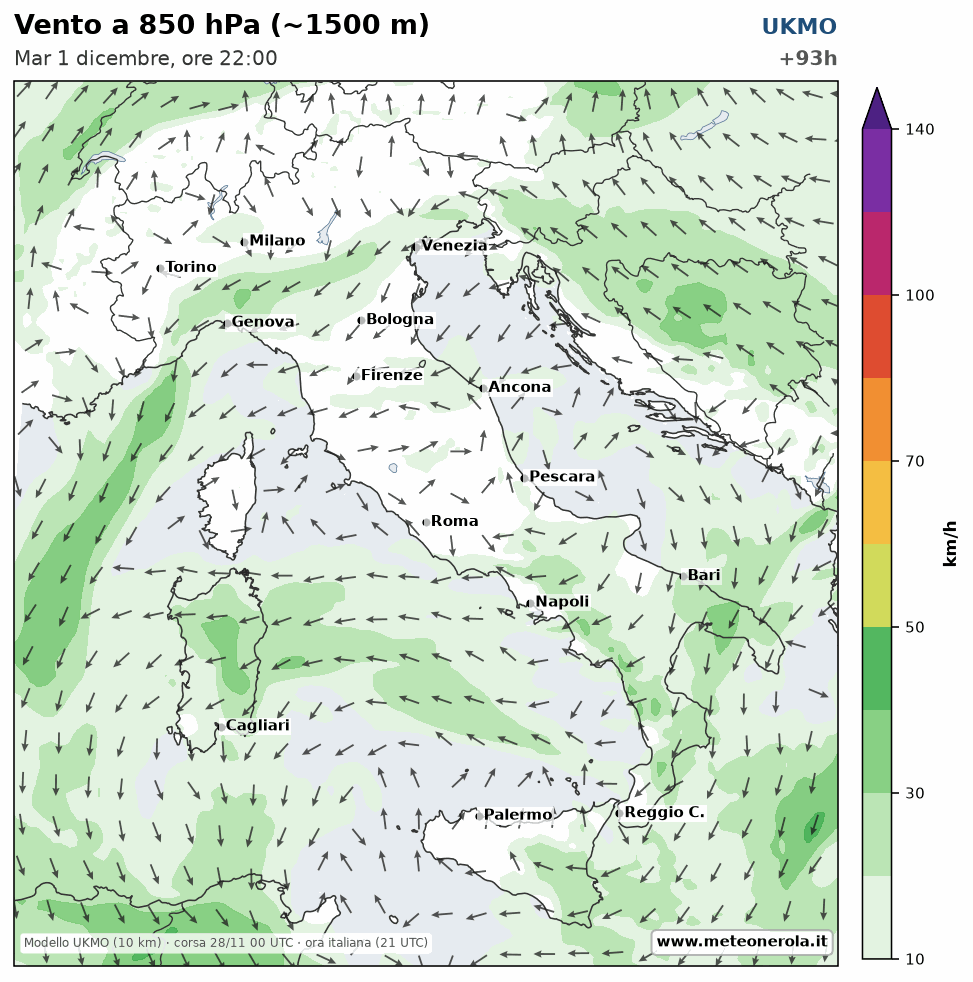 Vento a 850 hPa (~1500 m)
UKMO
Mar 1 dicembre, ore 22:00
+93h
Milano
Venezia
Torino
Genova
Bologna
Firenze
Ancona
Pescara
Roma
Bari
Napoli
Cagliari
Palermo
Reggio C.
140
100
70
50
30
10
km/h
Modello UKMO (10 km) · corsa 28/11 00 UTC · ora italiana (21 UTC)
www.meteonerola.it